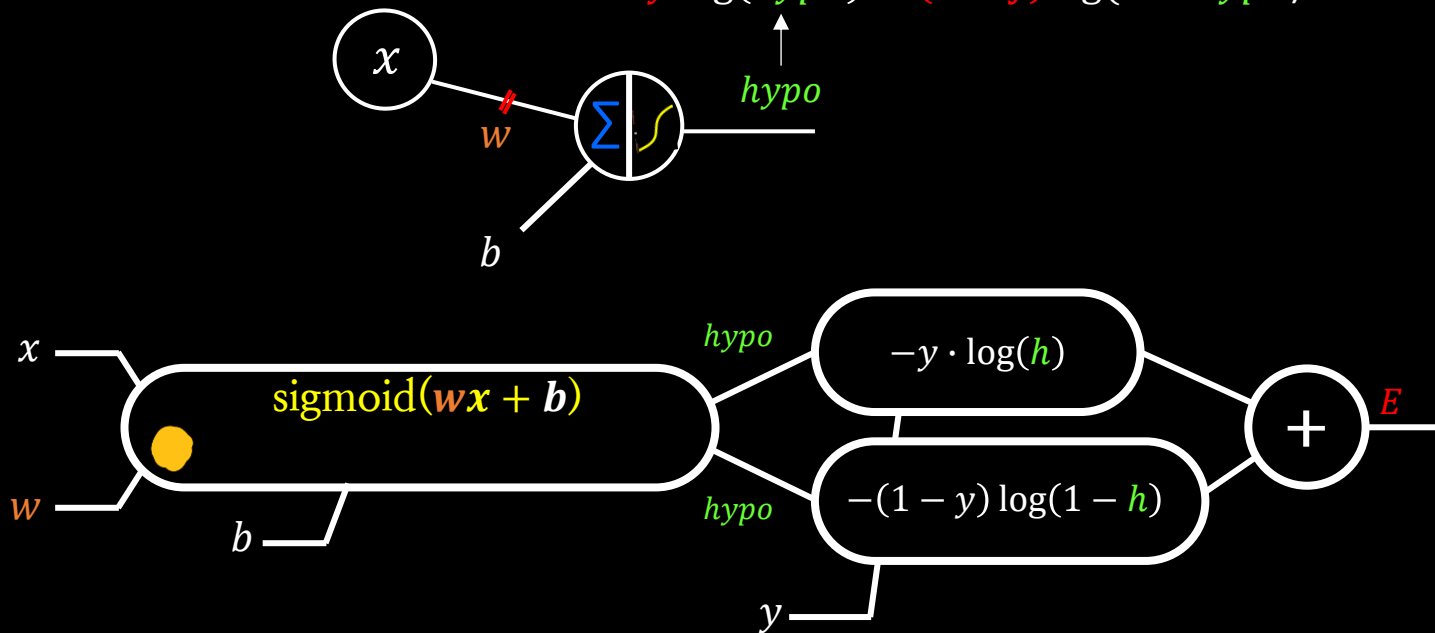 x
hypo
w
Σ
b
x
sigmoid(wx + b)
hypo
−y · log(h)
E
+
w
b
hypo
−(1 − y) log(1 − h)
y